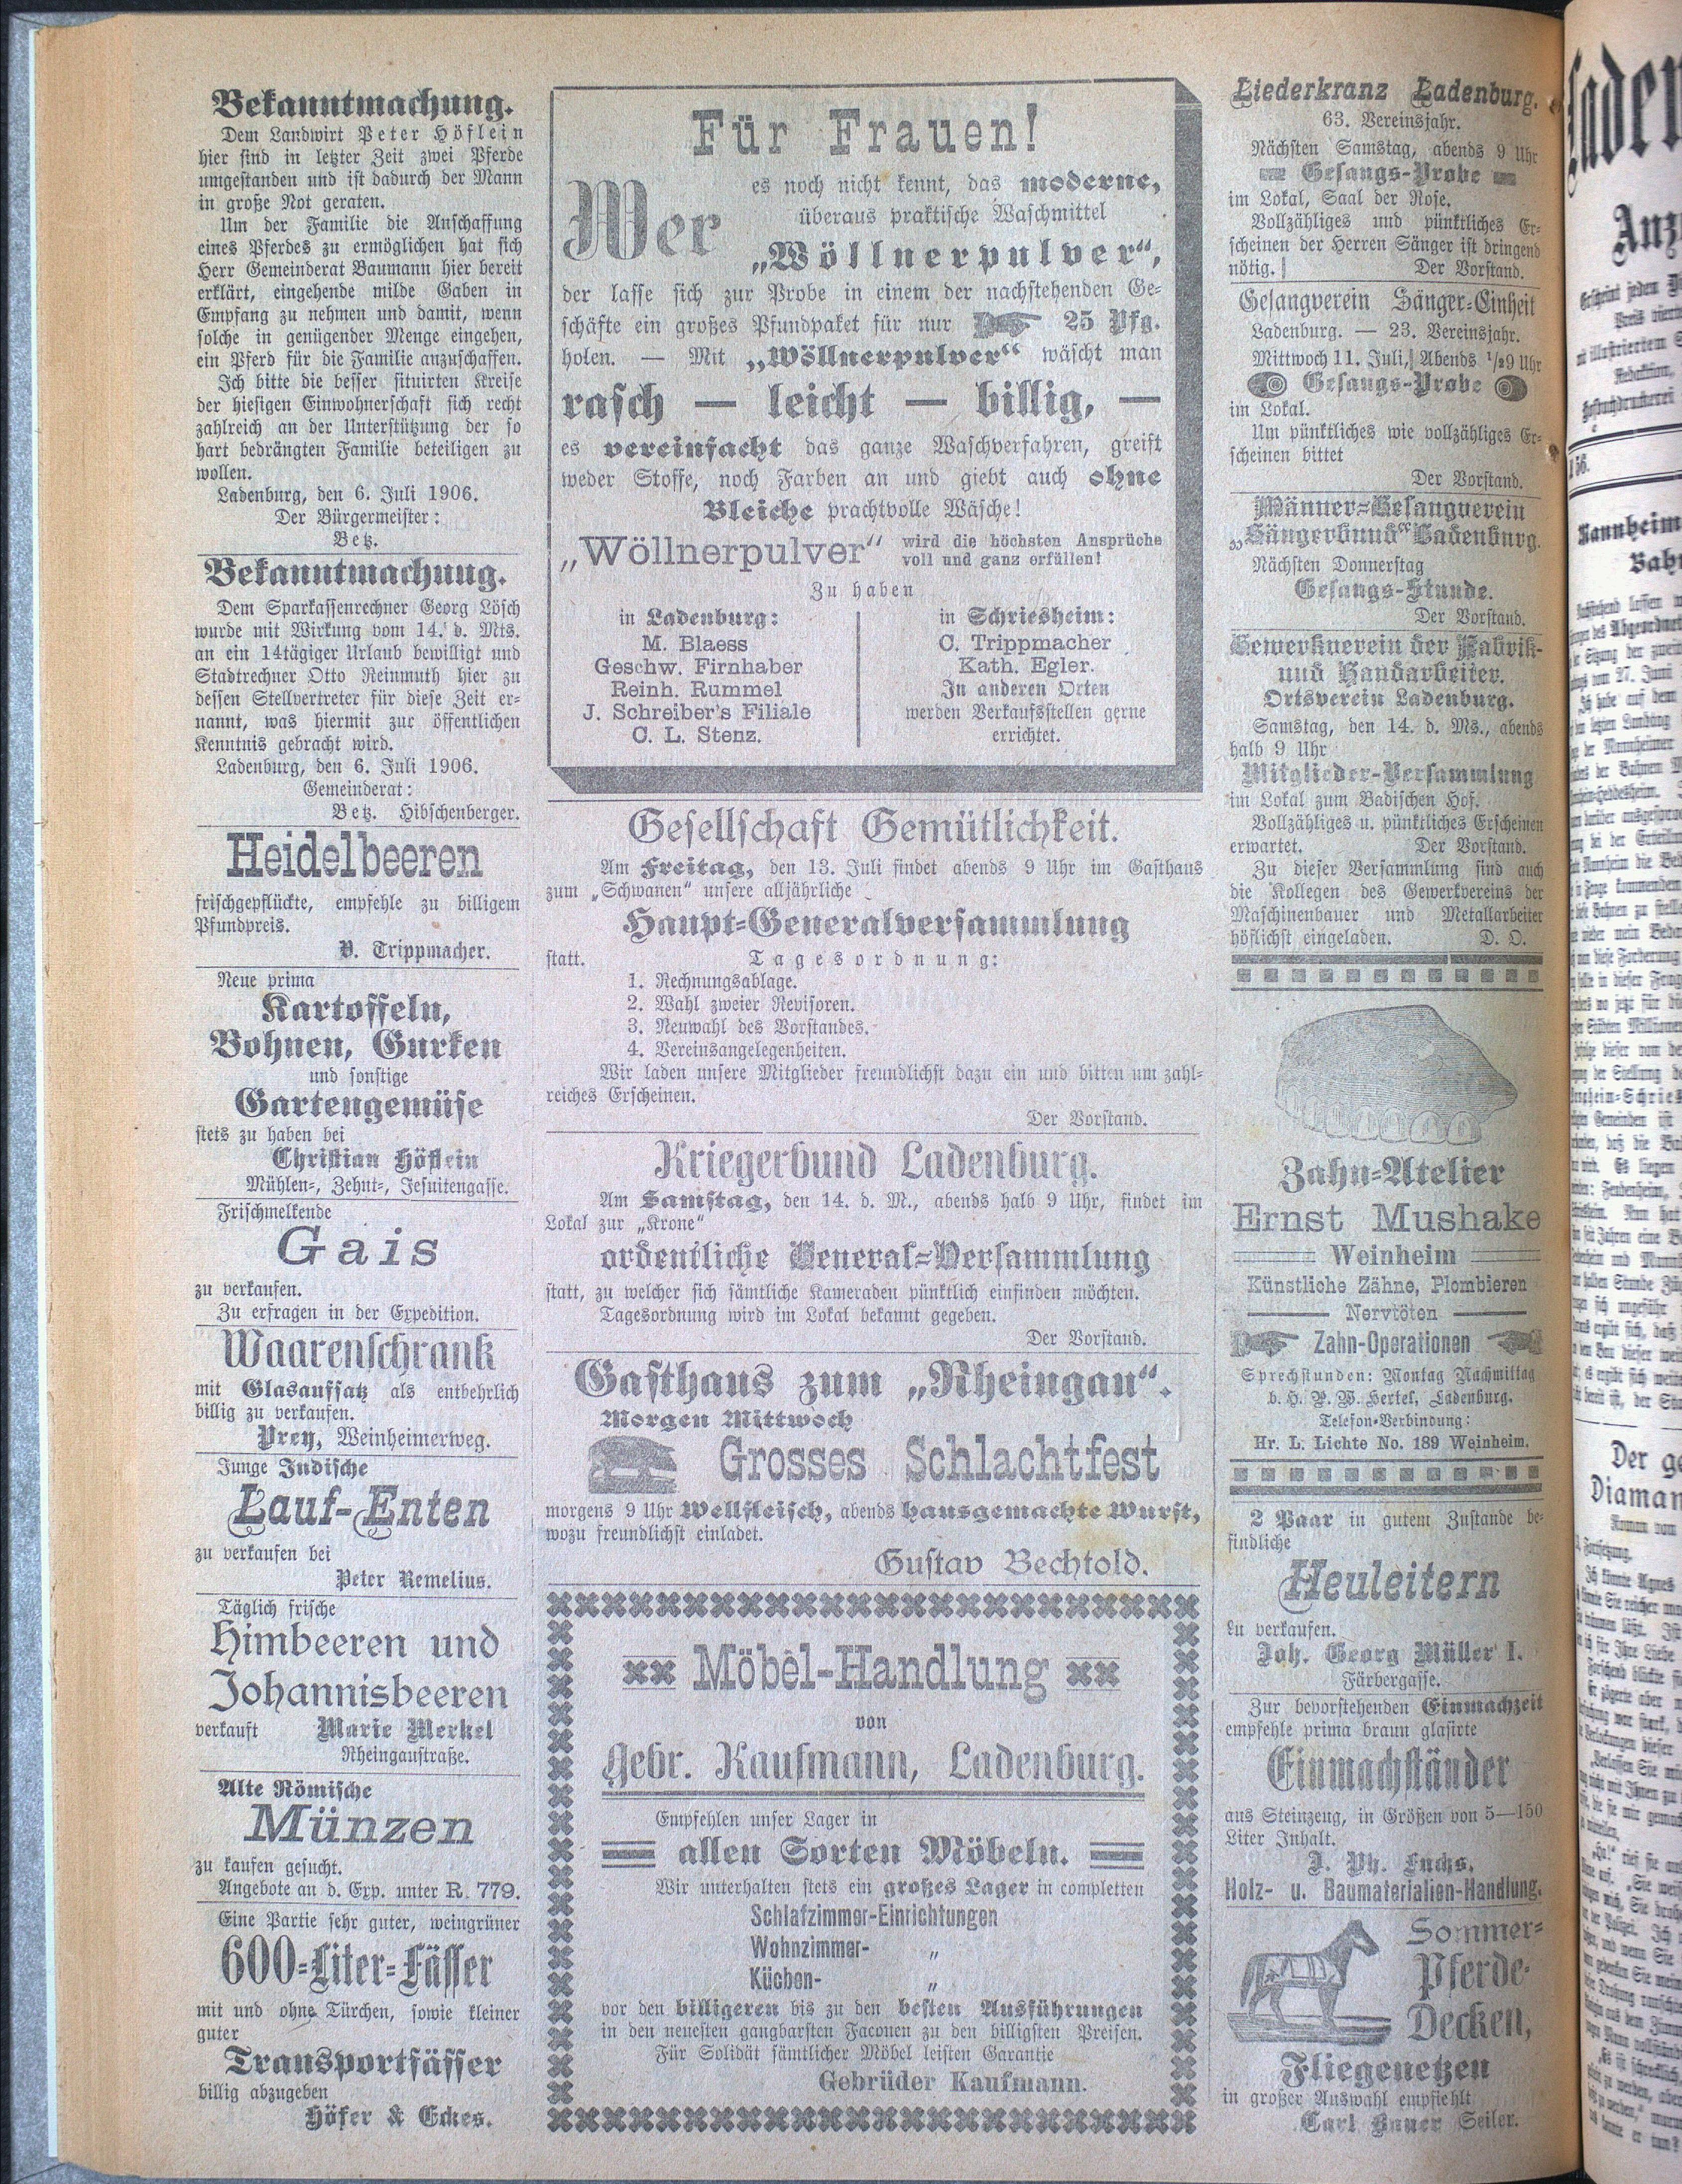 Bekanntmachung.
Dem Landwirt Peter Höflein
hier sind in letzter Zeit zwei Pferde
umgestanden und ist dadurch der Mann
in große Not geraten.
Um der Familie die Anschaffung
eines Pferdes zu ermöglichen hat sich
Herr Gemeinderat Baumann hier bereit
erklärt, eingehende milde Gaben in
Empfang zu nehmen und damit, wenn
solche in genügender Menge eingehen,
ein Pferd für die Familie anzuschaffen.
Ich bitte die besser situirten Kreise
der hiesigen Einwohnerschaft sich recht
zahlreich an der Unterstützung der so
hart bedrängten Familie beteiligen zu
wollen.
Ladenburg, den 6. Juli 1906.
Der Bürgermeister:
Betz.
Bekanntmachung.
Dem Sparkassenrechner Georg Lösch
wurde mit Wirkung vom 14. d. Mts.
an ein 14tägiger Urlaub bewilligt und
Stadtrechner Otto Reinmuth hier zu
dessen Stellvertreter für diese Zeit er-
nannt, was hiermit zur öffentlichen
Kenntnis gebracht wird.
Ladenburg, den 6. Juli 1906.
Gemeinderat:
Betz. Hibschenberger.
Heidelbeeren
frischgepflückte, empfehle zu billigem
Pfundpreis.
V. Trippmacher.
Neue prima
Kartoffeln,
Bohnen, Gurken
und sonstige
Gartengemüse
stets zu haben bei
Christian Höflein
Mühlen-, Zehnt-, Jesuitengasse.
Frischmelkende
Gais
zu verkaufen.
Zu erfragen in der Expedition.
Waarenschrank
mit Glasaufsatz als entbehrlich
billig zu verkaufen.
Prey, Weinheimerweg.
Junge Indische
Lauf-Enten
zu verkaufen bei
Peter Remelius.
Täglich frische
Himbeeren und
Johannisbeeren
verkauft Marie Merkel
Rheingaustraße.
Alte Römische
Münzen
zu kaufen gesucht.
Angebote an d. Exp. unter R. 779.
Eine Partie sehr guter, weingrüner
600-Liter-Fässer
mit und ohne Türchen, sowie kleiner
guter
Transportfässer
billig abzugeben
Höfer & Eckes.
Für Frauen!
Wer es noch nicht kennt, das moderne,
überaus praktische Waschmittel
„Wöllnerpulver“,
der lasse sich zur Probe in einem der nachstehenden Ge-
schäfte ein großes Pfundpaket für nur 25 Pfg.
holen. — Mit „Wöllnerpulver“ wäscht man
rasch — leicht — billig, —
es vereinfacht das ganze Waschverfahren, greift
weder Stoffe, noch Farben an und giebt auch ohne
Bleiche prachtvolle Wäsche!
„Wöllnerpulver“ wird die höchsten Ansprüche
voll und ganz erfüllen!
Zu haben
in Ladenburg:
M. Blaess
Geschw. Firnhaber
Reinh. Rummel
J. Schreiber's Filiale
C. L. Stenz.
in Schriesheim:
C. Trippmacher
Kath. Egler.
In anderen Orten
werden Verkaufsstellen gerne
errichtet.
Gesellschaft Gemütlichkeit.
Am Freitag, den 13. Juli findet abends 9 Uhr im Gasthaus
zum „Schwanen“ unsere alljährliche
Haupt-Generalversammlung
statt. Tagesordnung:
1. Rechnungsablage.
2. Wahl zweier Revisoren.
3. Neuwahl des Vorstandes.
4. Vereinsangelegenheiten.
Wir laden unsere Mitglieder freundlichst dazu ein und bitten um zahl-
reiches Erscheinen.
Der Vorstand.
Kriegerbund Ladenburg.
Am Samstag, den 14. d. M., abends halb 9 Uhr, findet im
Lokal zur „Krone“
ordentliche General-Versammlung
statt, zu welcher sich sämtliche Kameraden pünktlich einfinden möchten.
Tagesordnung wird im Lokal bekannt gegeben.
Der Vorstand.
Gasthaus zum „Rheingau“.
Morgen Mittwoch
Grosses Schlachtfest
morgens 9 Uhr Wellfleisch, abends hausgemachte Wurst,
wozu freundlichst einladet.
Gustav Bechtold.
Möbel-Handlung
von
Gebr. Kaufmann, Ladenburg.
Empfehlen unser Lager in
allen Sorten Möbeln.
Wir unterhalten stets ein großes Lager in completten
Schlafzimmer-Einrichtungen
Wohnzimmer- „
Küchen- „
vor den billigeren bis zu den besten Ausführungen
in den neuesten gangbarsten Faconen zu den billigsten Preisen.
Für Solidät sämtlicher Möbel leisten Garantie
Gebrüder Kaufmann.
Liederkranz Ladenburg.
63. Vereinsjahr.
Nächsten Samstag, abends 9 Uhr
Gesangs-Probe
im Lokal, Saal der Rose.
Vollzähliges und pünktliches Er-
scheinen der Herren Sänger ist dringend
nötig. Der Vorstand.
Gesangverein Sänger-Einheit
Ladenburg. — 23. Vereinsjahr.
Mittwoch 11. Juli, Abends 1/29 Uhr
Gesangs-Probe
im Lokal.
Um pünktliches wie vollzähliges Er-
scheinen bittet
Der Vorstand.
Männer-Gesangverein
„Sängerbund“ Ladenburg.
Nächsten Donnerstag
Gesangs-Stunde.
Der Vorstand.
Gewerkverein der Fabrik-
und Handarbeiter.
Ortsverein Ladenburg.
Samstag, den 14. d. Ms., abends
halb 9 Uhr
Mitglieder-Versammlung
im Lokal zum Badischen Hof.
Vollzähliges u. pünktliches Erscheinen
erwartet. Der Vorstand.
Zu dieser Versammlung sind auch
die Kollegen des Gewerkvereins der
Maschinenbauer und Metallarbeiter
höflichst eingeladen. D. O.
Zahn-Atelier
Ernst Mushake
Weinheim
Künstliche Zähne, Plombieren
Nervtöten
Zahn-Operationen
Sprechstunden: Montag Nachmittag
b. H. P. W. Hertel, Ladenburg.
Telefon-Verbindung:
Hr. L. Lichte No. 189 Weinheim.
2 Paar in gutem Zustande be-
findliche
Heuleitern
zu verkaufen.
Joh. Georg Müller I.
Färbergasse.
Zur bevorstehenden Einmachzeit
empfehle prima braun glasirte
Einmachständer
aus Steinzeug, in Größen von 5—150
Liter Inhalt.
J. Ph. Fuchs.
Holz- u. Baumaterialien-Handlung.
Sommer-
Pferde-
Decken,
Fliegenetzen
in großer Auswahl empfiehlt
Carl Bauer Seiler.